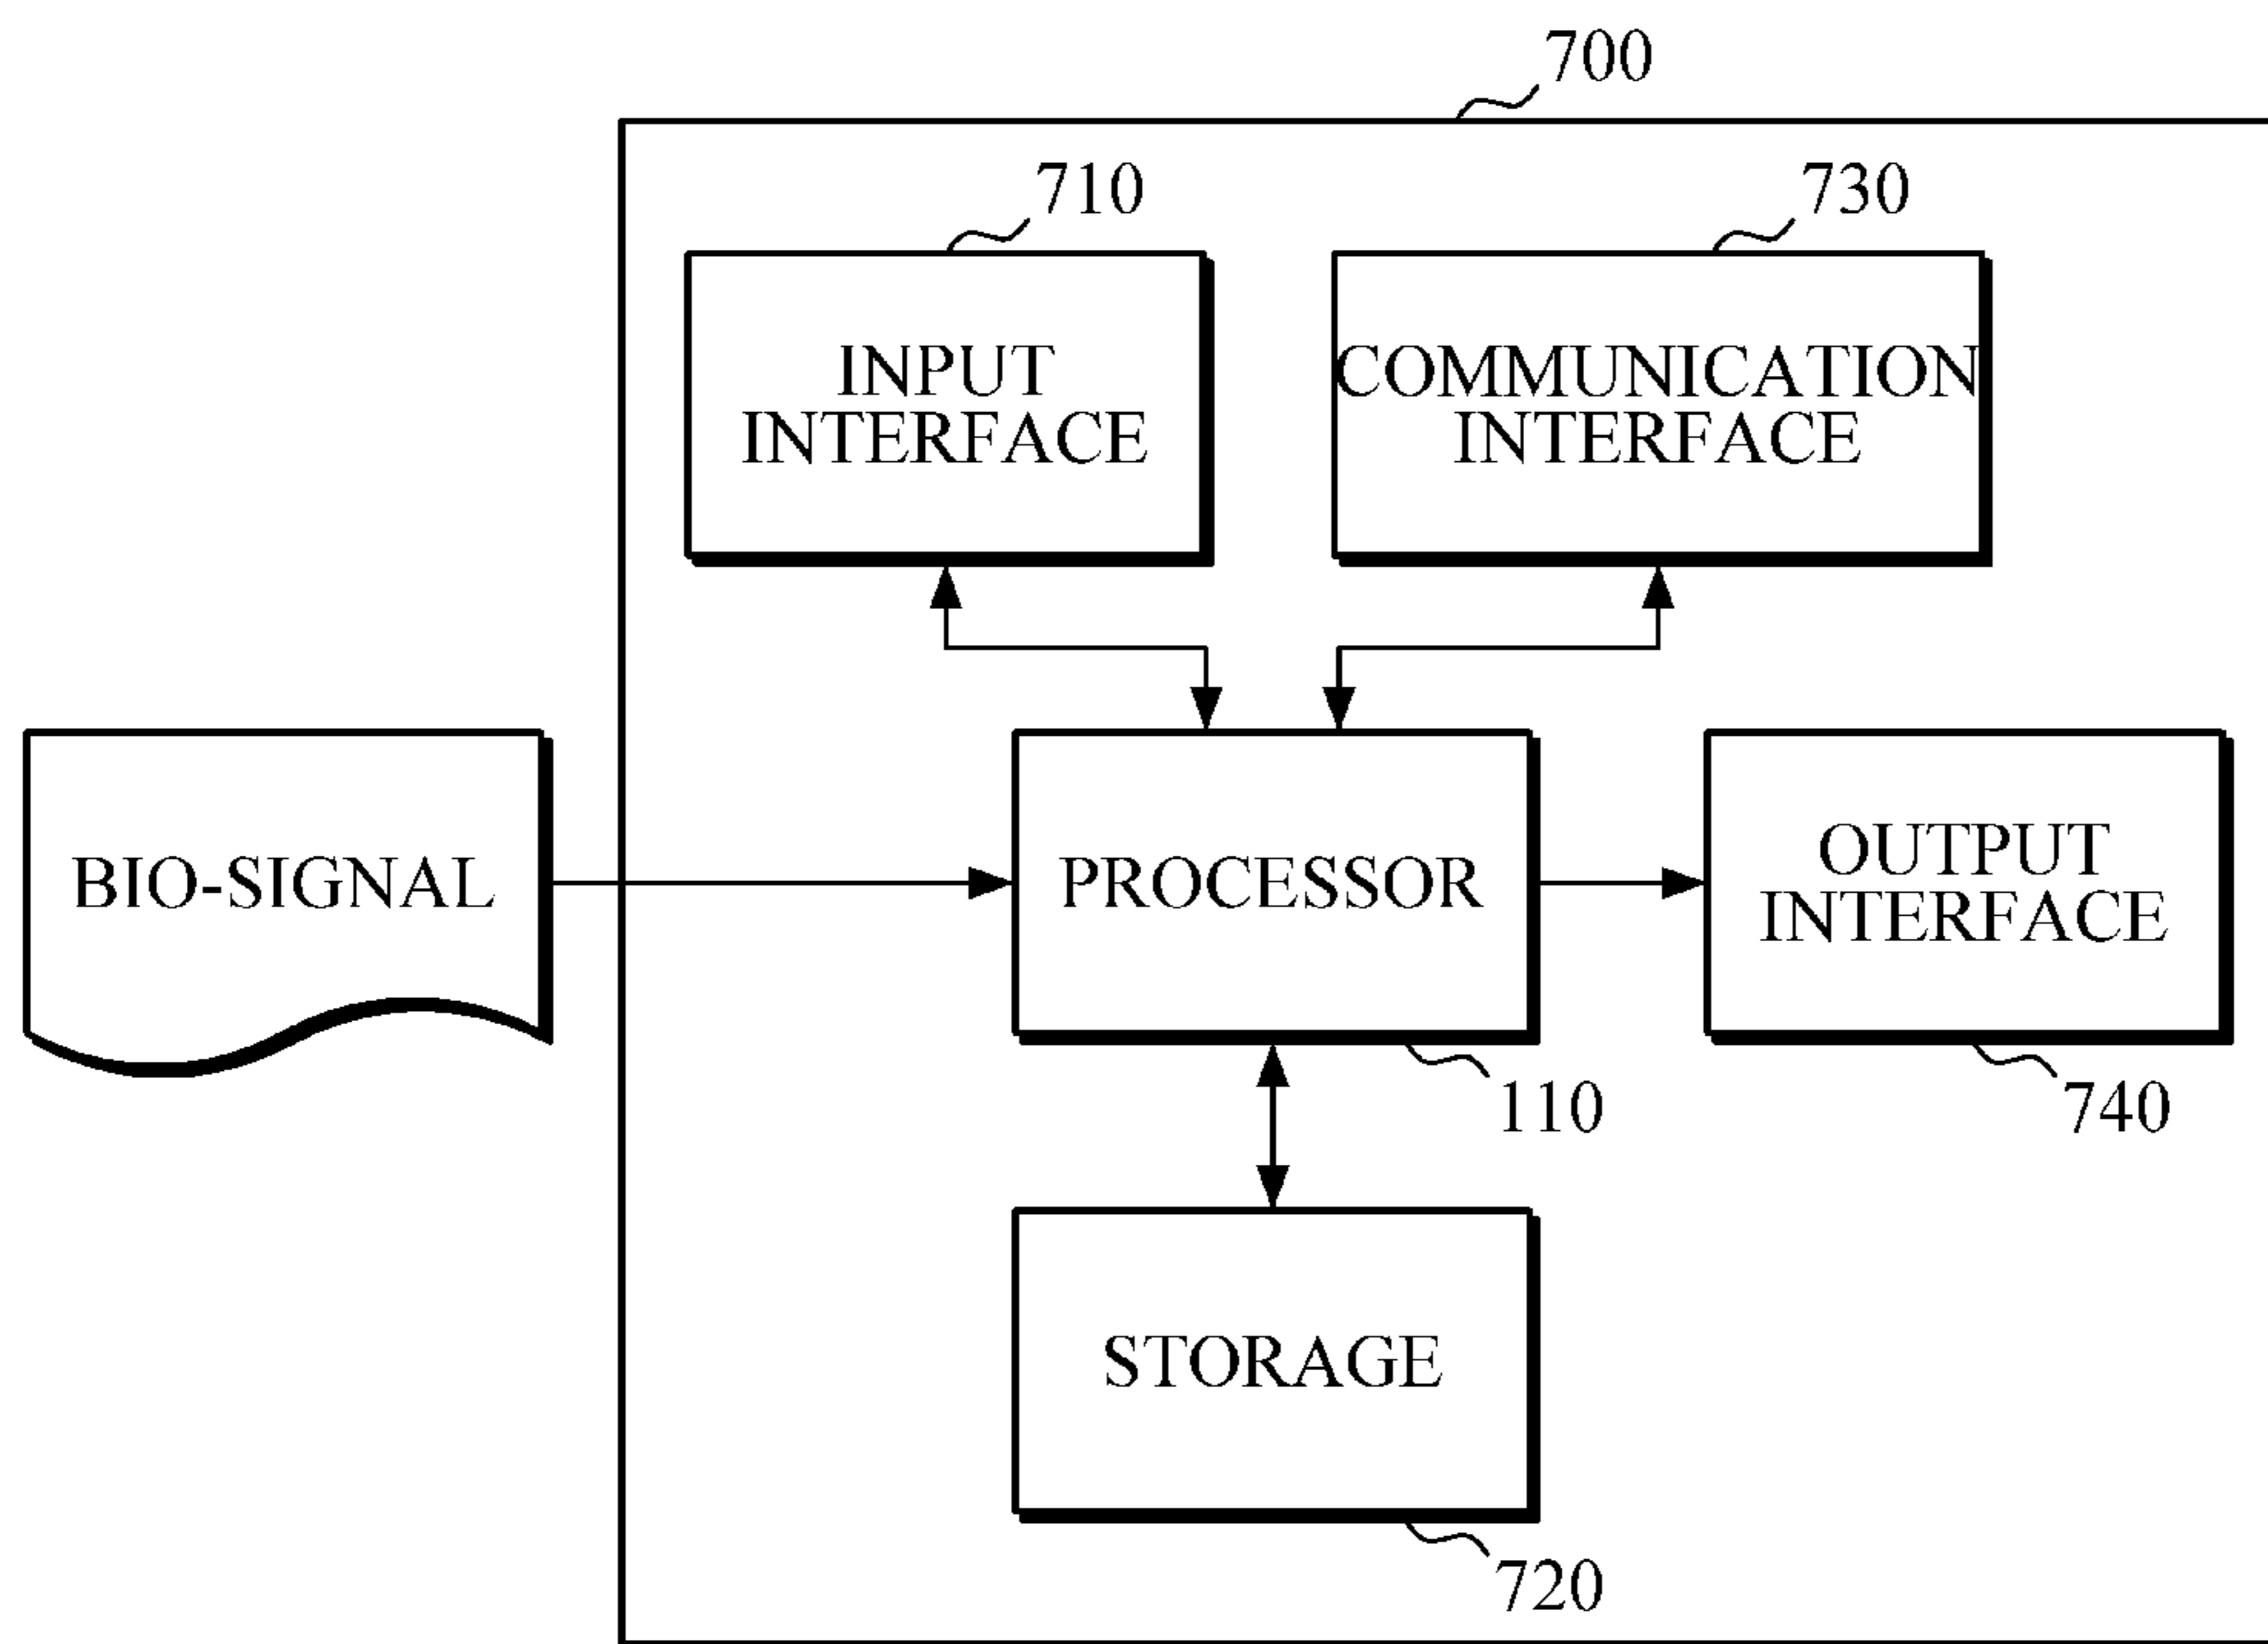 700
710
730
INPUT
INTERFACE
COMMUNICATION
INTERFACE
BIO-SIGNAL
PROCESSOR
OUTPUT
INTERFACE
110
740
STORAGE
720